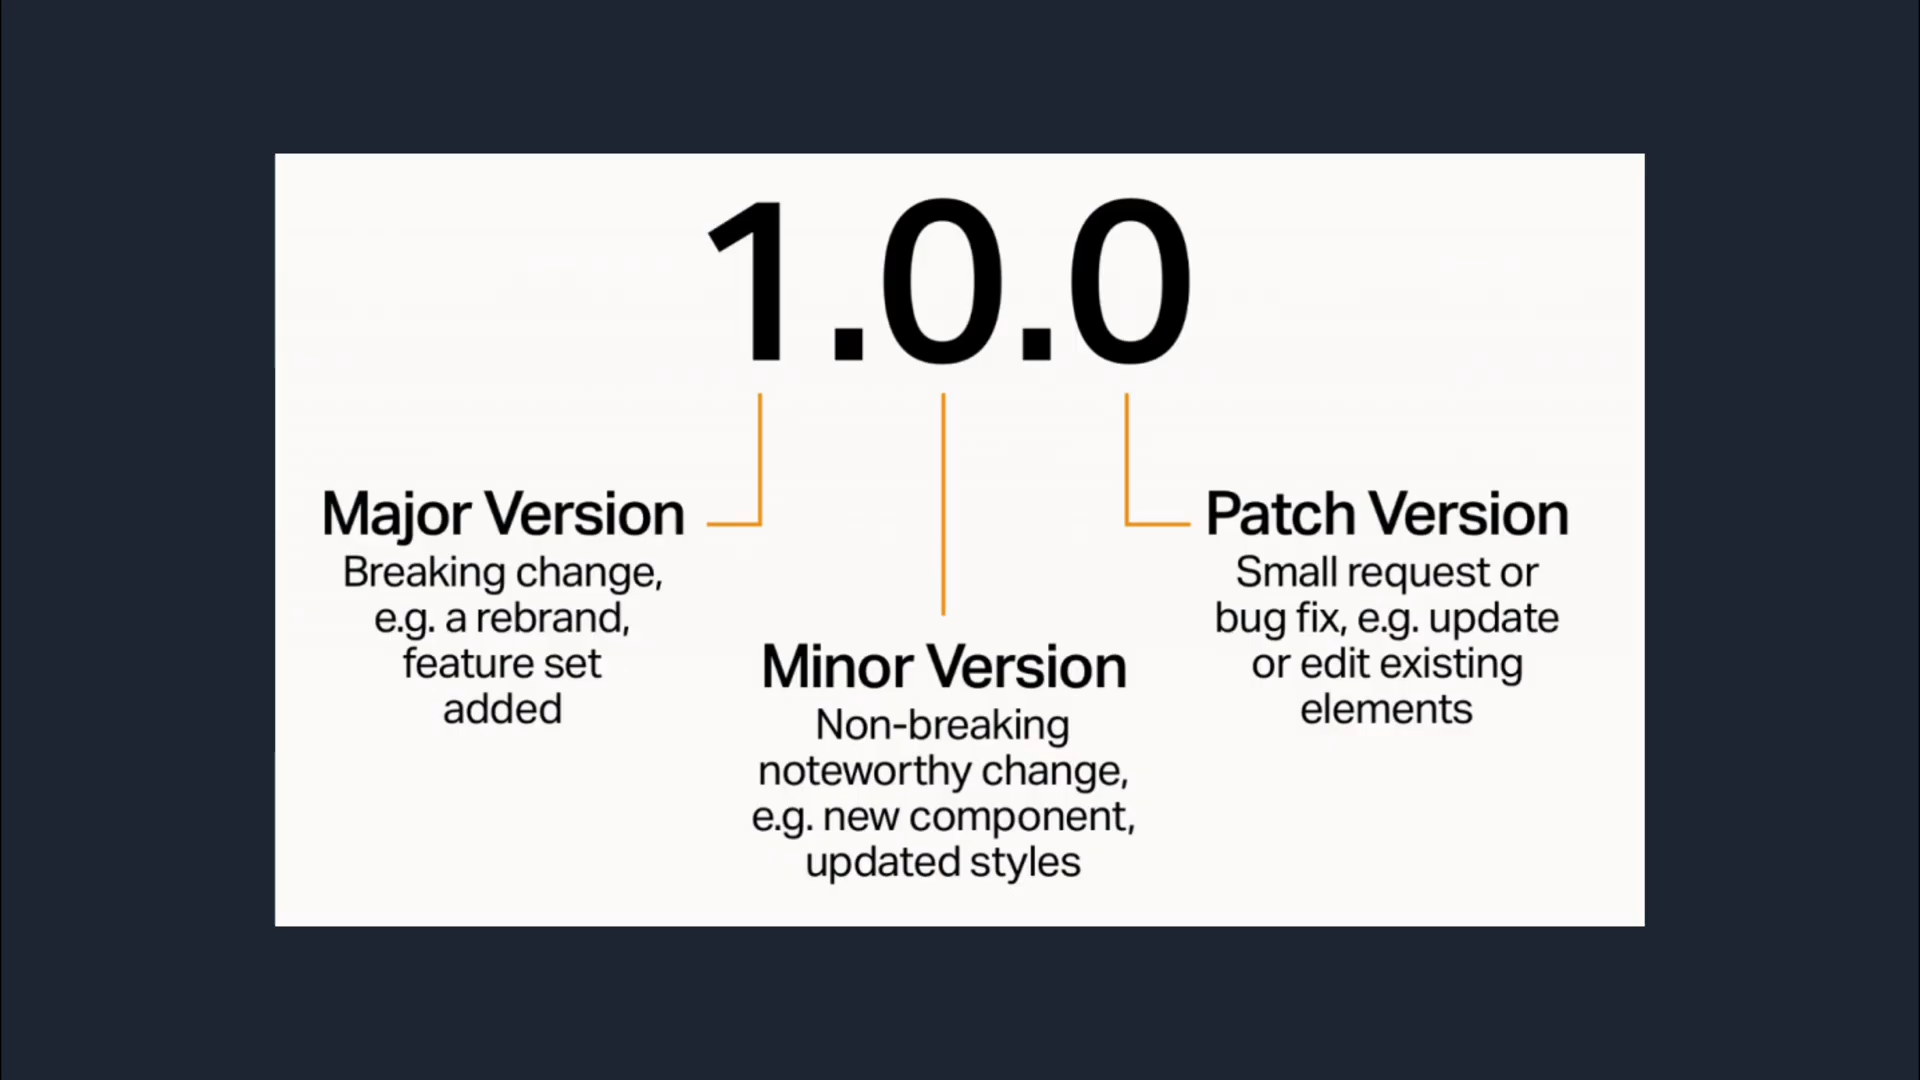 1.0.0
Major Version
Breaking change,
e.g. a rebrand,
feature set
added
Minor Version
Non-breaking
noteworthy change,
e.g. new component,
updated styles
Patch Version
Small request or
bug fix, e.g. update
or edit existing
elements